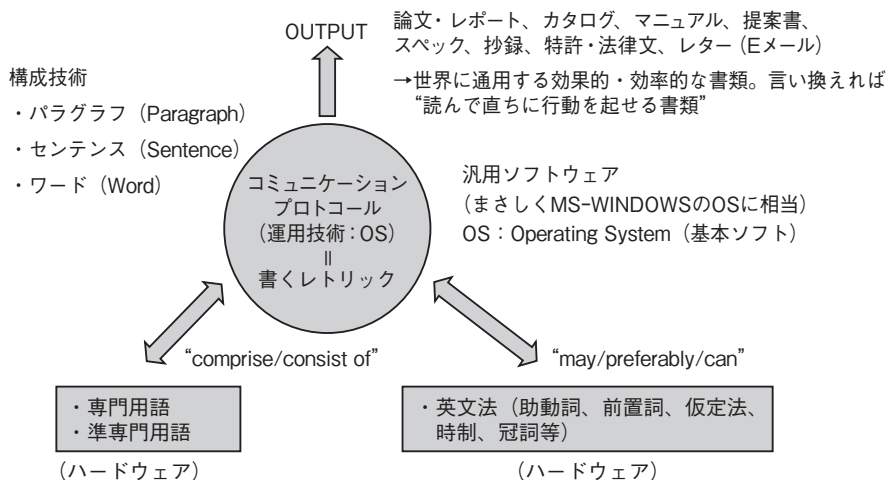 OUTPUT
論文・レポート、カタログ、マニュアル、提案書、
スペック、抄録、特許・法律文、レター（Eメール）
→世界に通用する効果的・効率的な書類。言い換えれば
“読んで直ちに行動を起せる書類”
構成技術
・パラグラフ（Paragraph）
・センテンス（Sentence）
・ワード（Word）
コミュニケーション
プロトコール
（運用技術：OS）
॥
書くレトリック
汎用ソフトウェア
（まさしくMS-WINDOWSのOSに相当）
OS：Operating System（基本ソフト）
“comprise/consist of”
“may/preferably/can”
・専門用語
・準専門用語
（ハードウェア）
・英文法（助動詞、前置詞、仮定法、
時制、冠詞等）
（ハードウェア）